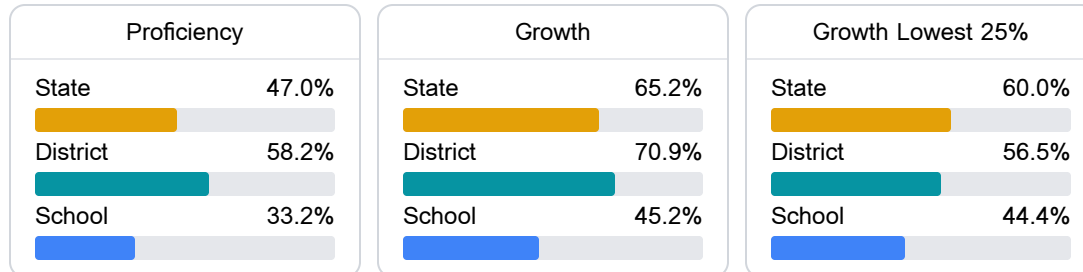 Proficiency
State 47.0%
District 58.2%
School 33.2%
Growth
State 65.2%
District 70.9%
School 45.2%
Growth Lowest 25%
State 60.0%
District 56.5%
School 44.4%